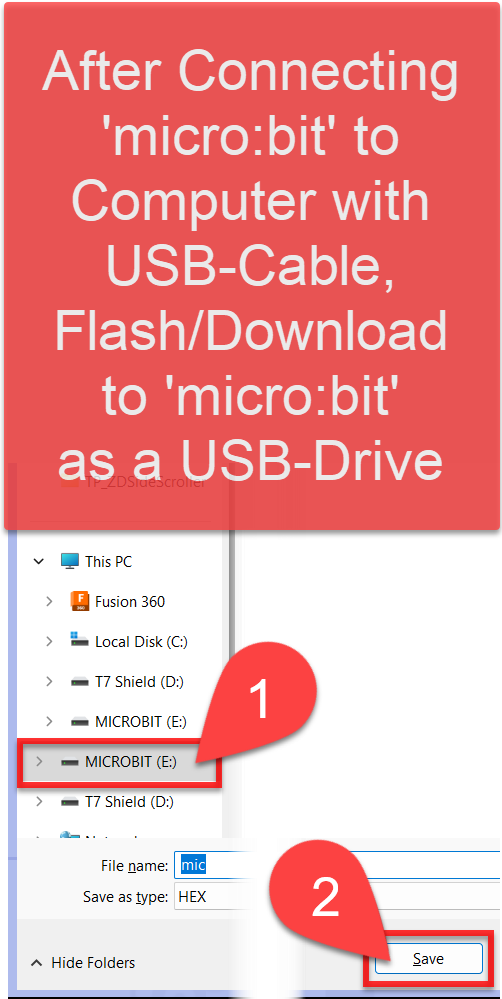 After Connecting
'micro:bit' to
Computer with
USB-Cable,
Flash/Download
to 'micro:bit'
as a USB-Drive
TP_ZDSideScroller
This PC
Fusion 360
Local Disk (C:)
T7 Shield (D:)
MICROBIT (E:)
1
MICROBIT (E:)
T7 Shield (D:)
File name: mic
Save as type: HEX
2
Hide Folders
Save